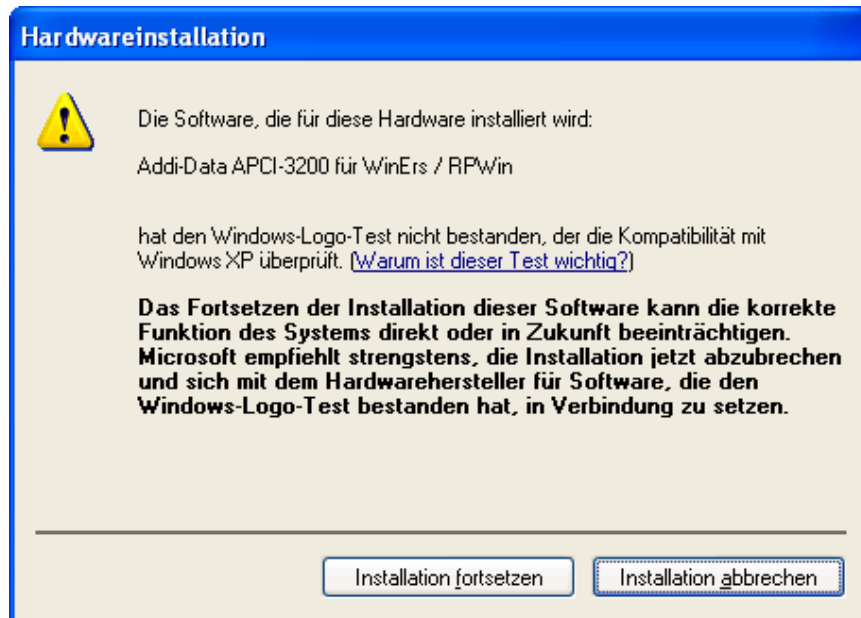 Hardwareinstallation
Die Software, die für diese Hardware installiert wird:
Addi-Data APCI-3200 für WinErs / RPWin
hat den Windows-Logo-Test nicht bestanden, der die Kompatibilität mit
Windows XP überprüft. (Warum ist dieser Test wichtig?)
Das Fortsetzen der Installation dieser Software kann die korrekte
Funktion des Systems direkt oder in Zukunft beeinträchtigen.
Microsoft empfiehlt strengstens, die Installation jetzt abzubrechen
und sich mit dem Hardwarehersteller für Software, die den
Windows-Logo-Test bestanden hat, in Verbindung zu setzen.
Installation fortsetzen Installation abbrechen